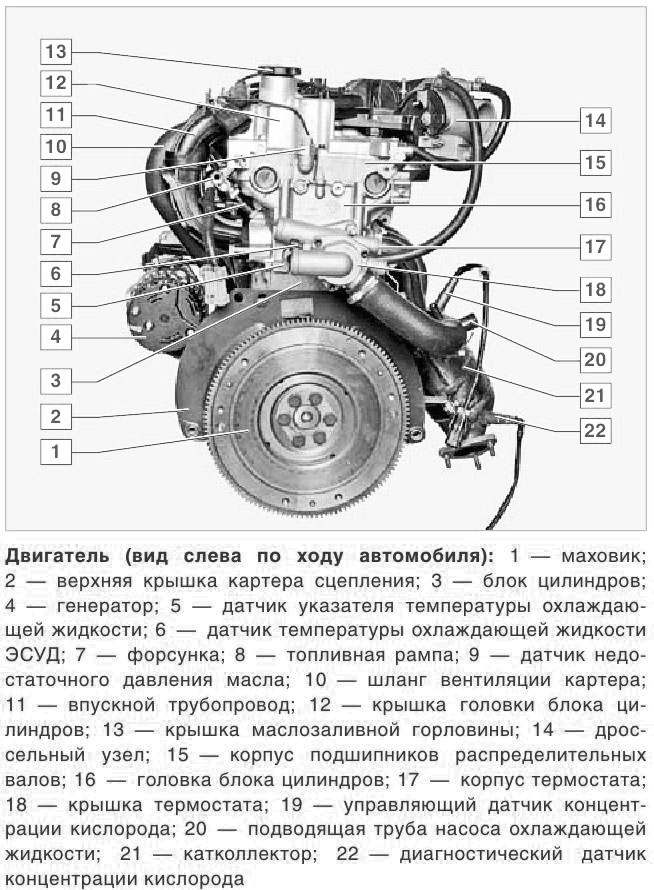 13
12
11
10
9
8
7
6
5
4
3
2
1
14
15
16
17
18
19
20
21
22
Двигатель (вид слева по ходу автомобиля): 1 — маховик;
2 — верхняя крышка картера сцепления; 3 — блок цилиндров;
4 — генератор; 5 — датчик указателя температуры охлаждаю-
щей жидкости; 6 — датчик температуры охлаждающей жидкости
ЭСУД; 7 — форсунка; 8 — топливная рампа; 9 — датчик недо-
статочного давления масла; 10 — шланг вентиляции картера;
11 — впускной трубопровод; 12 — крышка головки блока ци-
линдров; 13 — крышка маслозаливной горловины; 14 — дрос-
сельный узел; 15 — корпус подшипников распределительных
валов; 16 — головка блока цилиндров; 17 — корпус термостата;
18 — крышка термостата; 19 — управляющий датчик концент-
рации кислорода; 20 — подводящая труба насоса охлаждающей
жидкости; 21 — катколлектор; 22 — диагностический датчик
концентрации кислорода